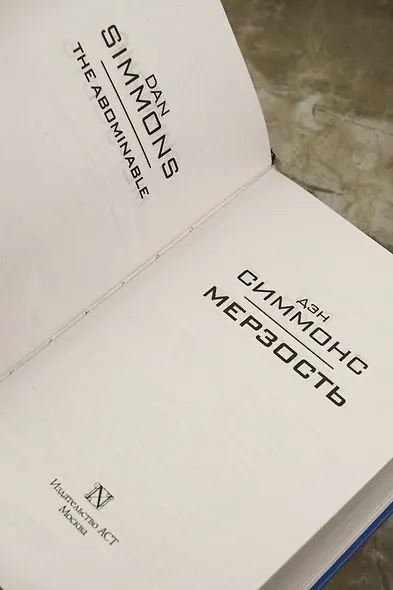 DAN
SIMMONS
THE ABOMINABLE
ДЭН
СИММОНС
МЕРЗОСТЬ
N
Издательство АСТ
Москва